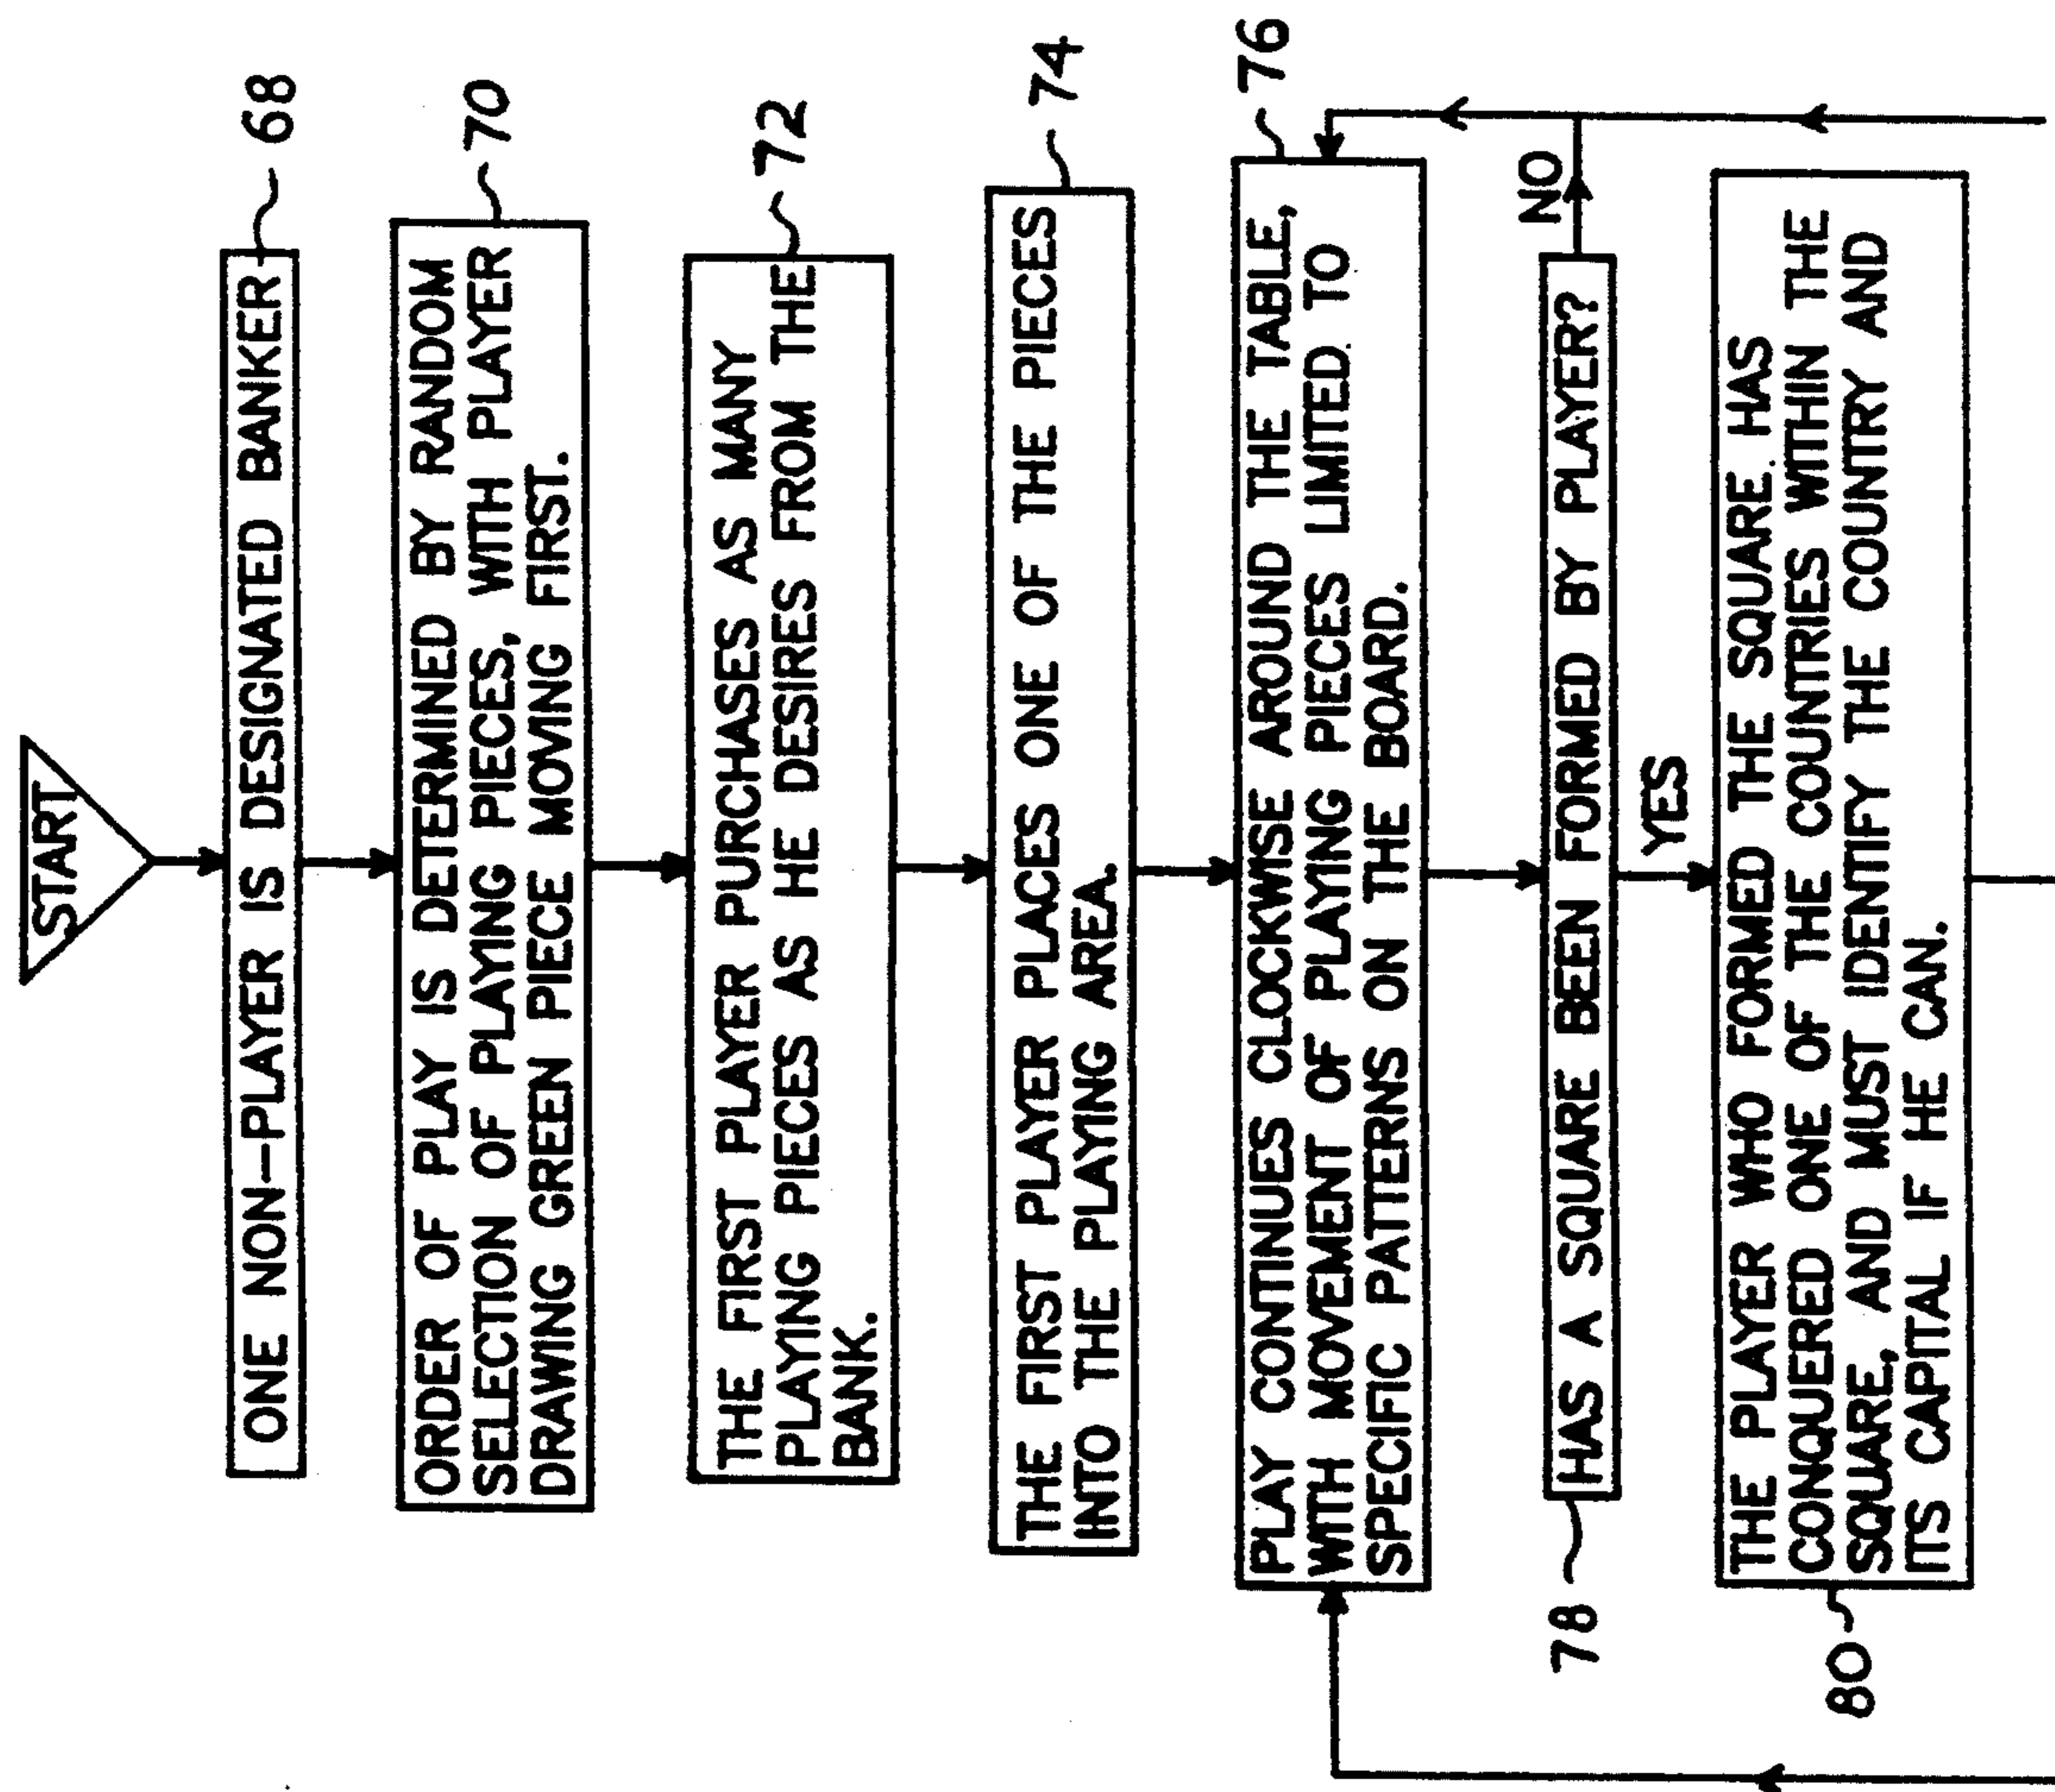 START
ONE NON-PLAYER IS DESIGNATED BANKER
68
ORDER OF PLAY IS DETERMINED BY RANDOM
SELECTION OF PLAYING PIECES, WITH PLAYER
DRAWING GREEN PIECE MOVING FIRST.
70
THE FIRST PLAYER PURCHASES AS MANY
PLAYING PIECES AS HE DESIRES FROM THE
BANK.
72
THE FIRST PLAYER PLACES ONE OF THE PIECES
INTO THE PLAYING AREA.
74
PLAY CONTINUES CLOCKWISE AROUND THE TABLE,
WITH MOVEMENT OF PLAYING PIECES LIMITED TO
SPECIFIC PATTERNS ON THE BOARD.
76
78
HAS A SQUARE BEEN FORMED BY PLAYER?
NO
YES
80
THE PLAYER WHO FORMED THE SQUARE HAS
CONQUERED ONE OF THE COUNTRIES WITHIN THE
SQUARE, AND MUST IDENTIFY THE COUNTRY AND
ITS CAPITAL IF HE CAN.